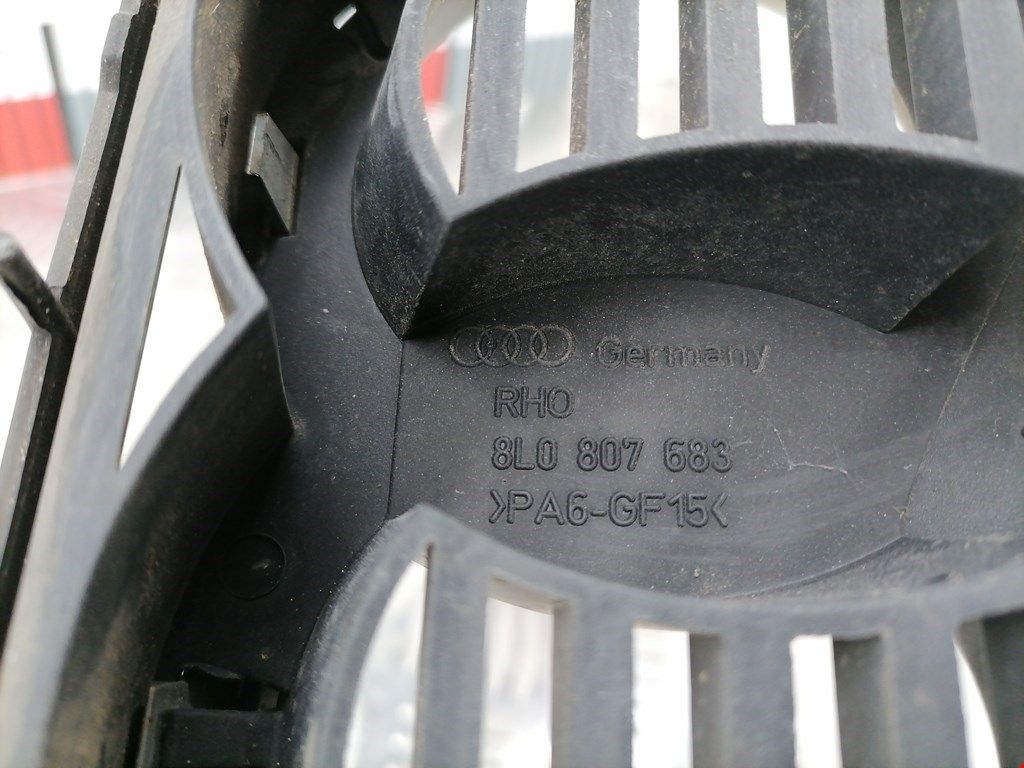 Germany
RHO
8L0 807 683
>PA6-GF15<